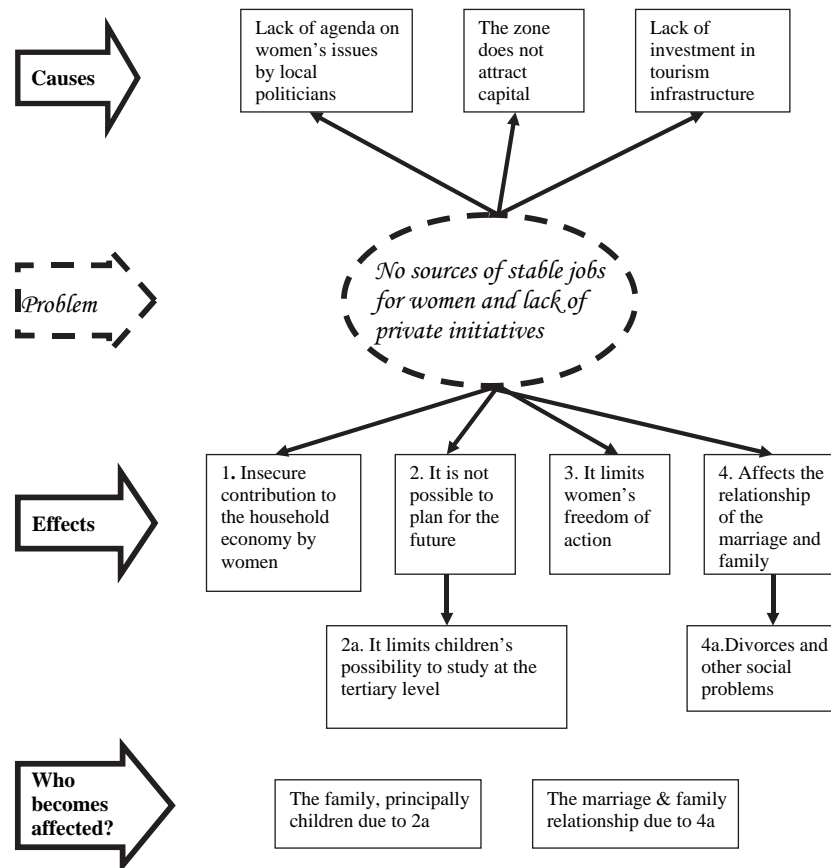 Causes
Lack of agenda on
women's issues
by local
politicians
The zone
does not
attract
capital
Lack of
investment in
tourism
infrastructure
Problem
No sources of stable jobs
for women and lack of
private initiatives
Effects
1. Insecure
contribution to
the household
economy by
women
2. It is not
possible to
plan for the
future
3. It limits
women's
freedom of
action
4. Affects the
relationship
of the
marriage and
family
2a. It limits children's
possibility to study at the
tertiary level
4a.Divorces and
other social
problems
Who
becomes
affected?
The family, principally
children due to 2a
The marriage & family
relationship due to 4a